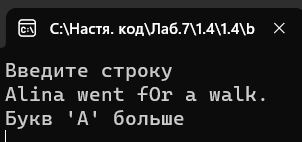 C:\Настя. код\Лаб.7\1.4\1.4\b
Введите строку
Alina went fOr a walk.
Букв 'A' больше